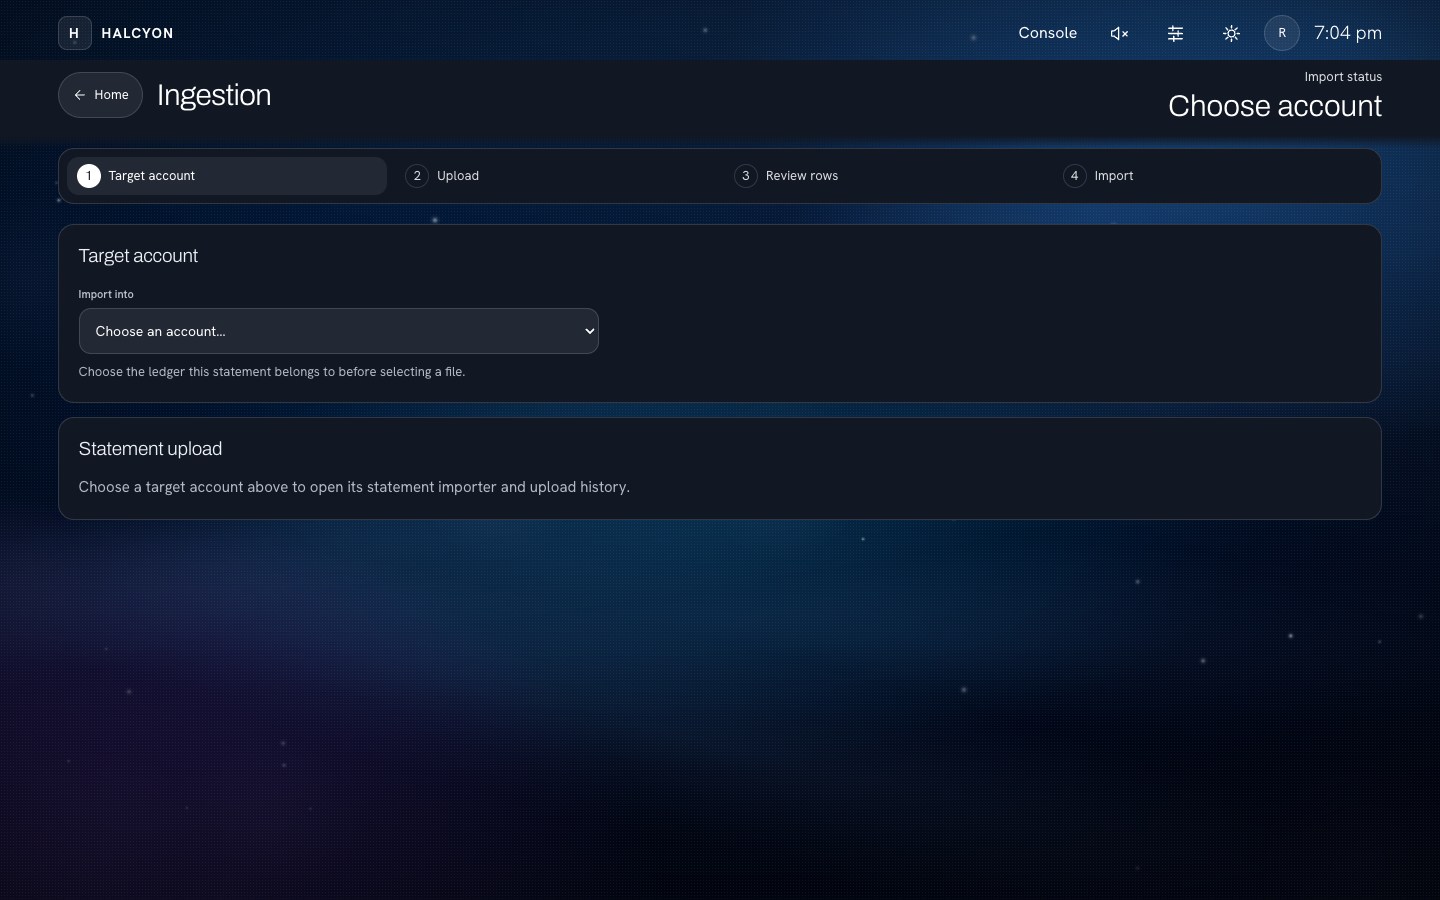 H HALCYON
Console
R 7:04 pm
Home Ingestion
Import status
Choose account
1 Target account
2 Upload
3 Review rows
4 Import
Target account
Import into
Choose an account...
Choose the ledger this statement belongs to before selecting a file.
Statement upload
Choose a target account above to open its statement importer and upload history.